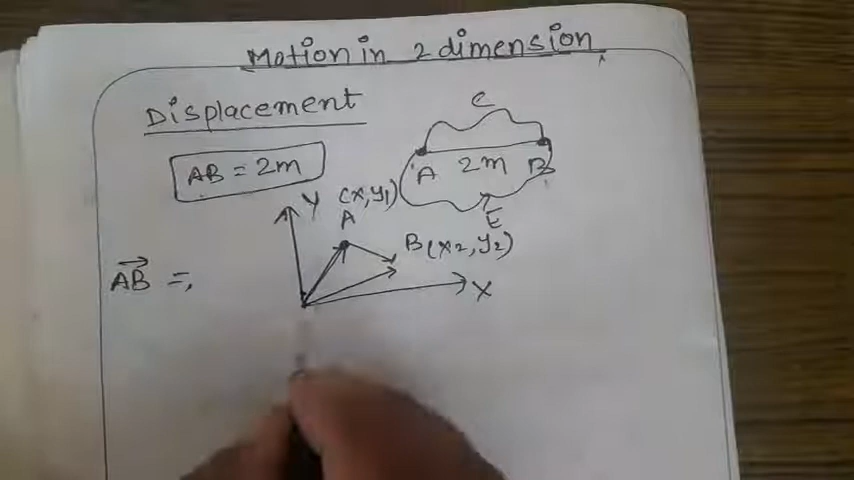 Motion in 2 dimension
Displacement
C
AB = 2m
A 2m B
E
Y (x,y1)
A
B(x2,y2)
AB =,
X